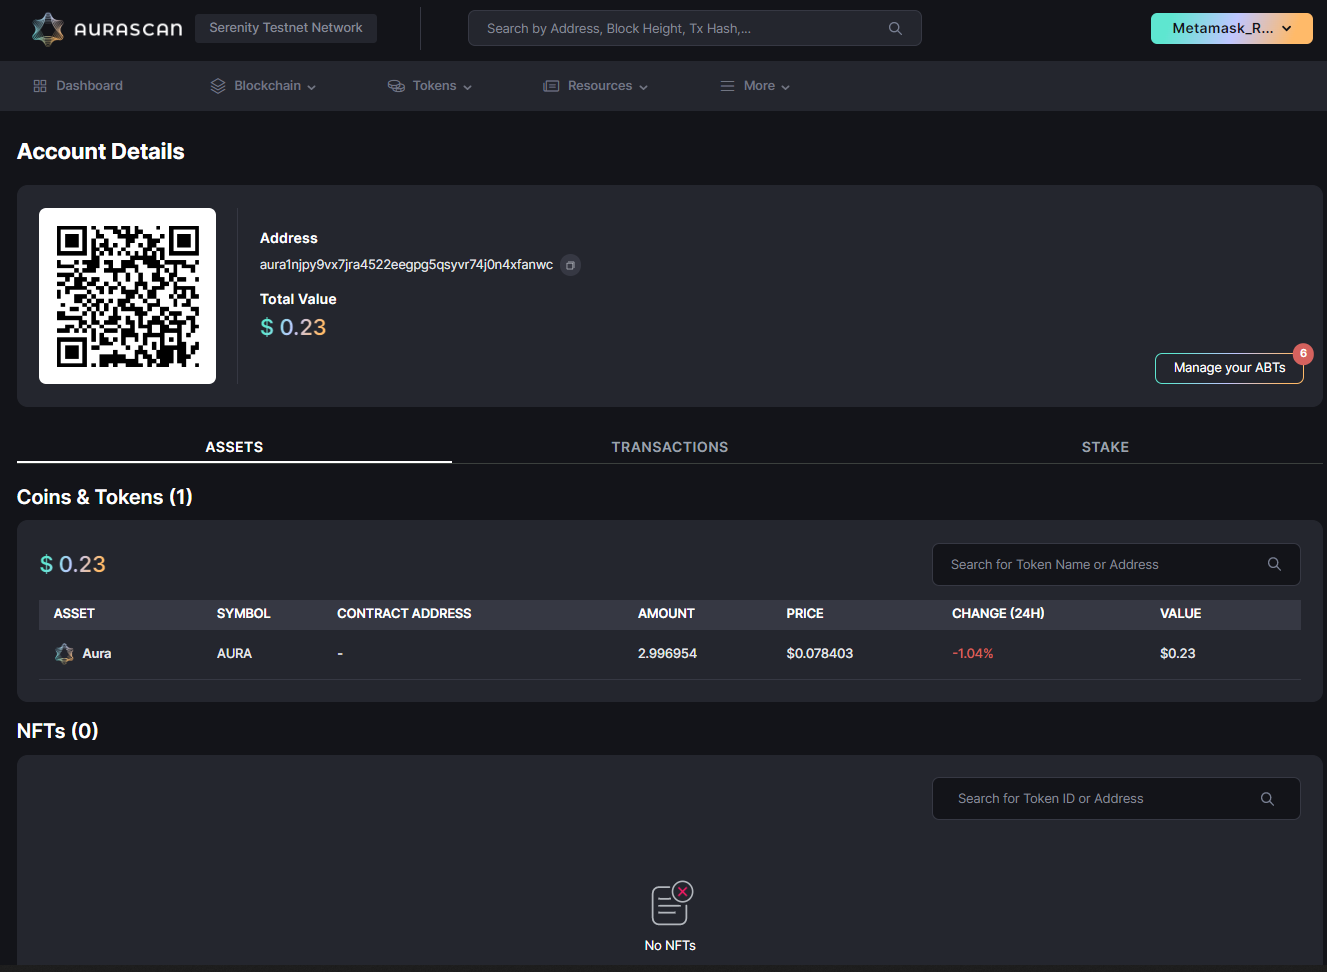 AURASCAN
Serenity Testnet Network
Search by Address, Block Height, Tx Hash,...
Metamask_R...
Dashboard
Blockchain
Tokens
Resources
More
Account Details
Address
aura1njpy9vx7jra4522eegpg5qsyvr74j0n4xfanwc
Total Value
$ 0.23
6
Manage your ABTs
ASSETS
TRANSACTIONS
STAKE
Coins & Tokens (1)
$ 0.23
Search for Token Name or Address
ASSET SYMBOL CONTRACT ADDRESS AMOUNT PRICE CHANGE (24H) VALUE
Aura AURA - 2.996954 $0.078403 -1.04% $0.23
NFTs (0)
Search for Token ID or Address
No NFTs